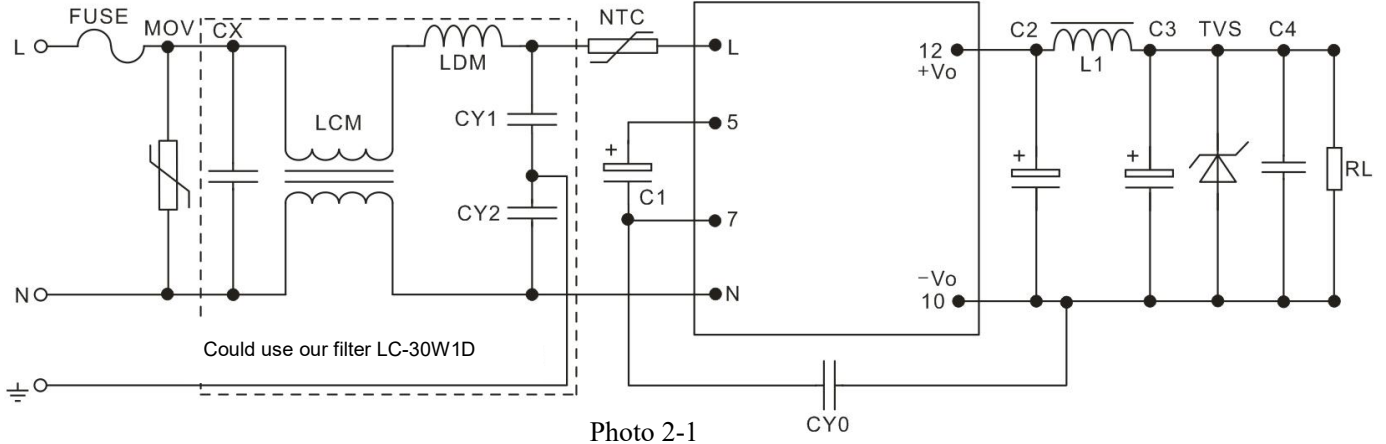 FUSE
MOV CX
NTC
L
LDM
L
12
+Vo
C2
L1
C3 TVS C4
CY1
5
LCM
+
+
+
C1
RL
CY2
7
N
N
−Vo
10
Could use our filter LC-30W1D
CY0
Photo 2-1